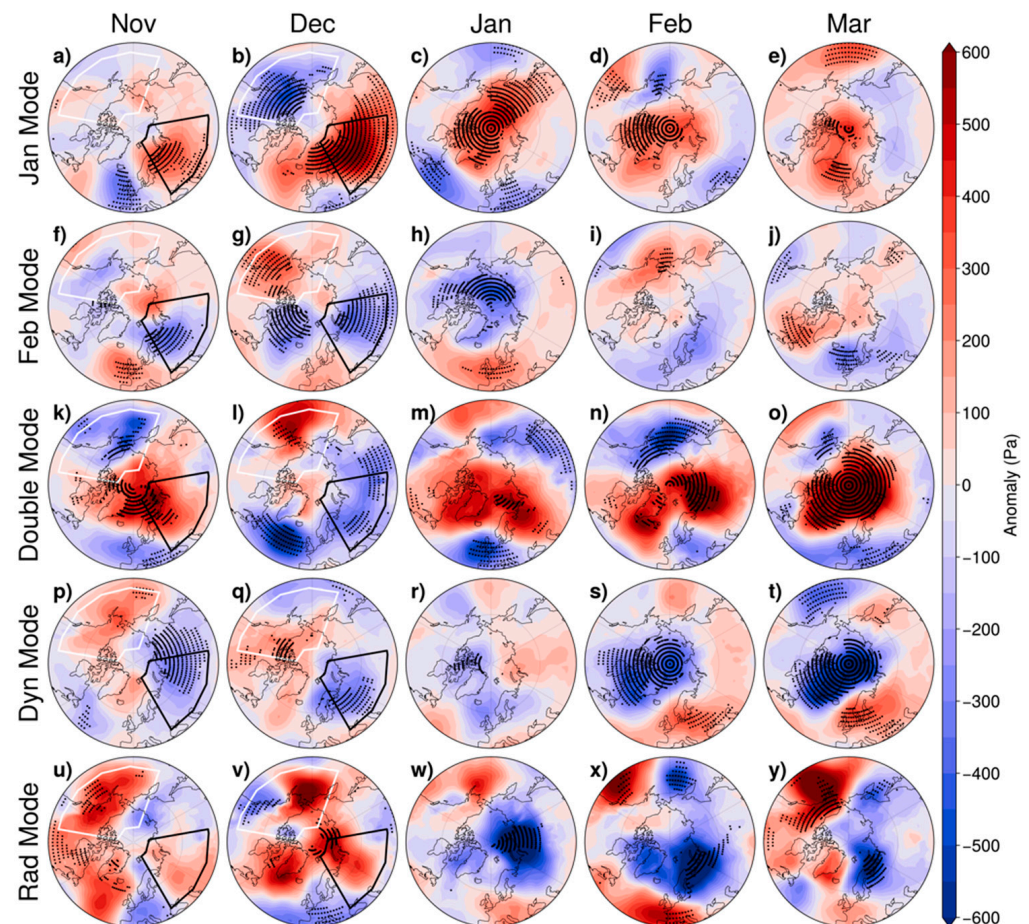 Nov Dec Jan Feb Mar
Jan Mode
a) b) c) d) e)
Feb Mode
f) g) h) i) j)
Double Mode
k) l) m) n) o)
Dyn Mode
p) q) r) s) t)
Rad Mode
u) v) w) x) y)
600
500
400
300
200
100
0
−100
−200
−300
−400
−500
−600
Anomaly (Pa)